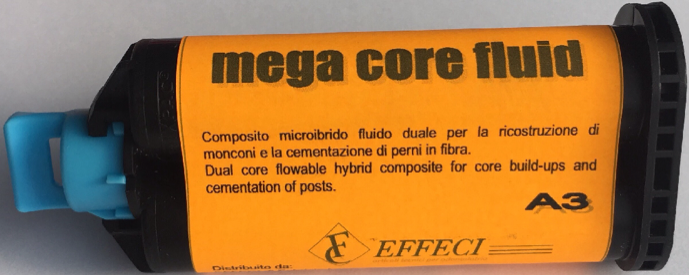 mega core fluid
Composito microibrido fluido duale per la ricostruzione di
monconi e la cementazione di perni in fibra.
Dual core flowable hybrid composite for core build-ups and
cementation of posts.
A3
FC EFFECI
Distribuito da: